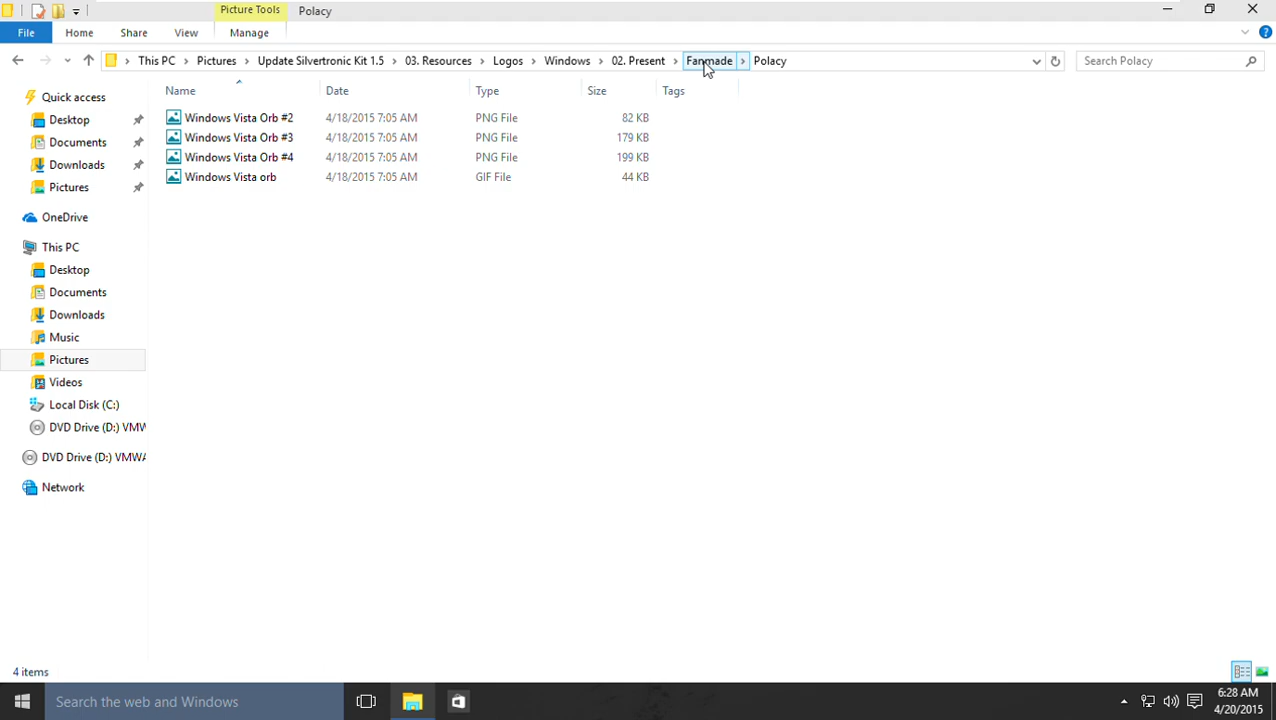 Picture Tools Polacy
File Home Share View Manage
This PC Pictures Update Silvertronic Kit 1.5 03. Resources Logos Windows 02. Present Fanmade Polacy Search Polacy
Name Date Type Size Tags
Windows Vista Orb #2 4/18/2015 7:05 AM PNG File 82 KB
Windows Vista Orb #3 4/18/2015 7:05 AM PNG File 179 KB
Windows Vista Orb #4 4/18/2015 7:05 AM PNG File 199 KB
Windows Vista orb 4/18/2015 7:05 AM GIF File 44 KB
Quick access
Desktop
Documents
Downloads
Pictures
OneDrive
This PC
Desktop
Documents
Downloads
Music
Pictures
Videos
Local Disk (C:)
DVD Drive (D:) VMW
DVD Drive (D:) VMWA
Network
4 items
Search the web and Windows
6:28 AM
4/20/2015